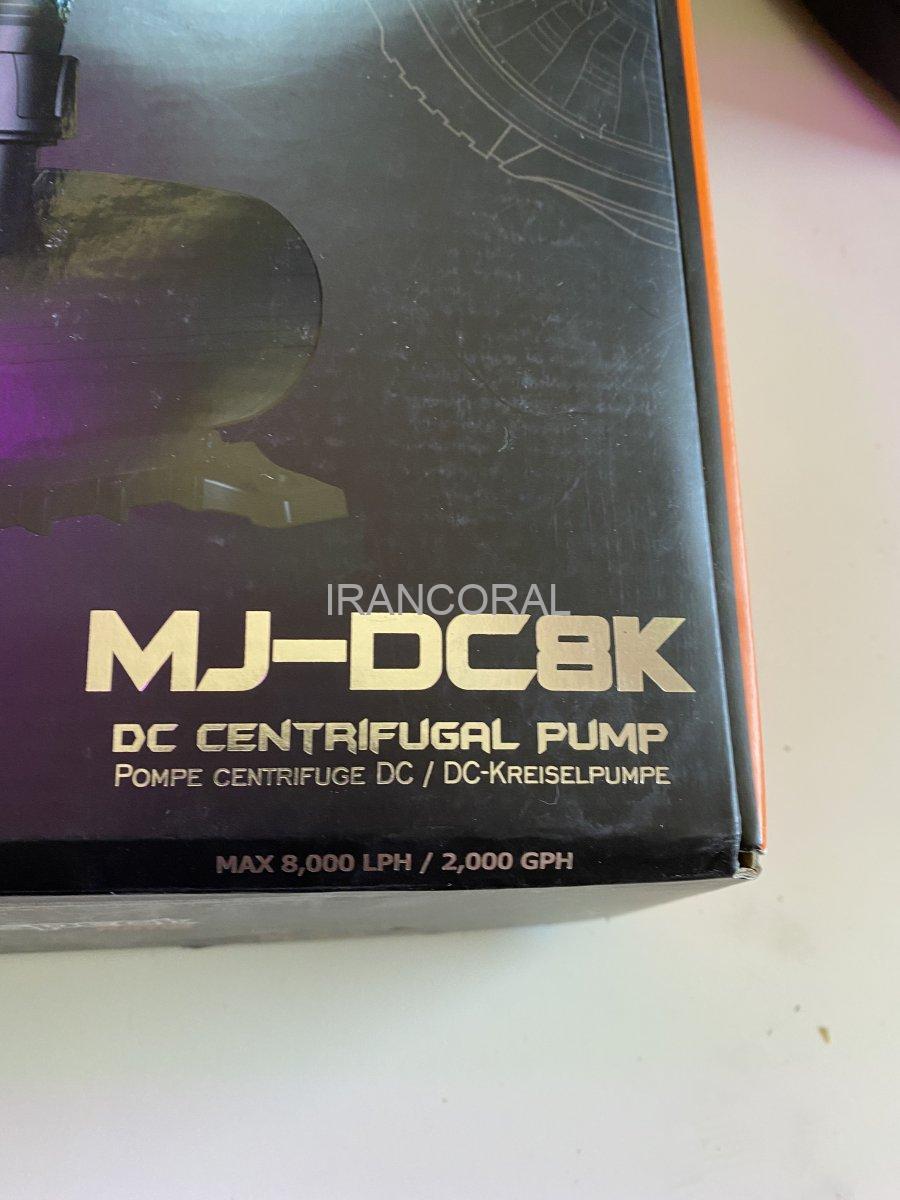 IRANCORAL
MJ-DC8K
DC CENTRIFUGAL PUMP
POMPE CENTRIFUGE DC / DC-KREISELPUMPE
MAX 8,000 LPH / 2,000 GPH